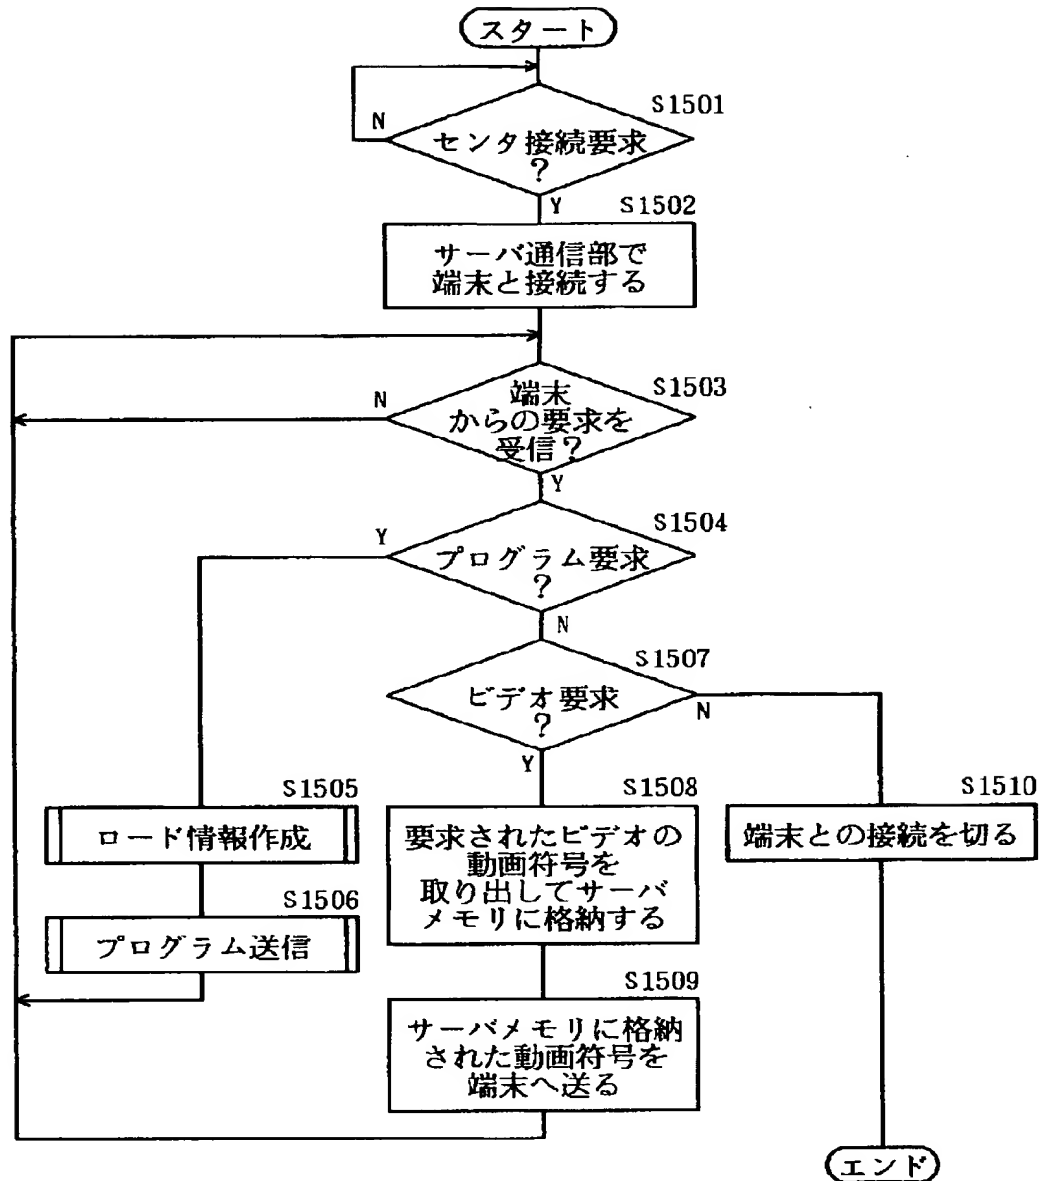 スタート
S1501
N
センタ接続要求
?
Y
S1502
サーバ通信部で
端末と接続する
S1503
N
端末
からの要求を
受信?
Y
S1504
Y
プログラム要求
?
N
S1507
ビデオ要求
?
N
Y
S1505
ロード情報作成
S1506
プログラム送信
S1508
要求されたビデオの
動画符号を
取り出してサーバ
メモリに格納する
S1509
サーバメモリに格納
された動画符号を
端末へ送る
S1510
端末との接続を切る
エンド